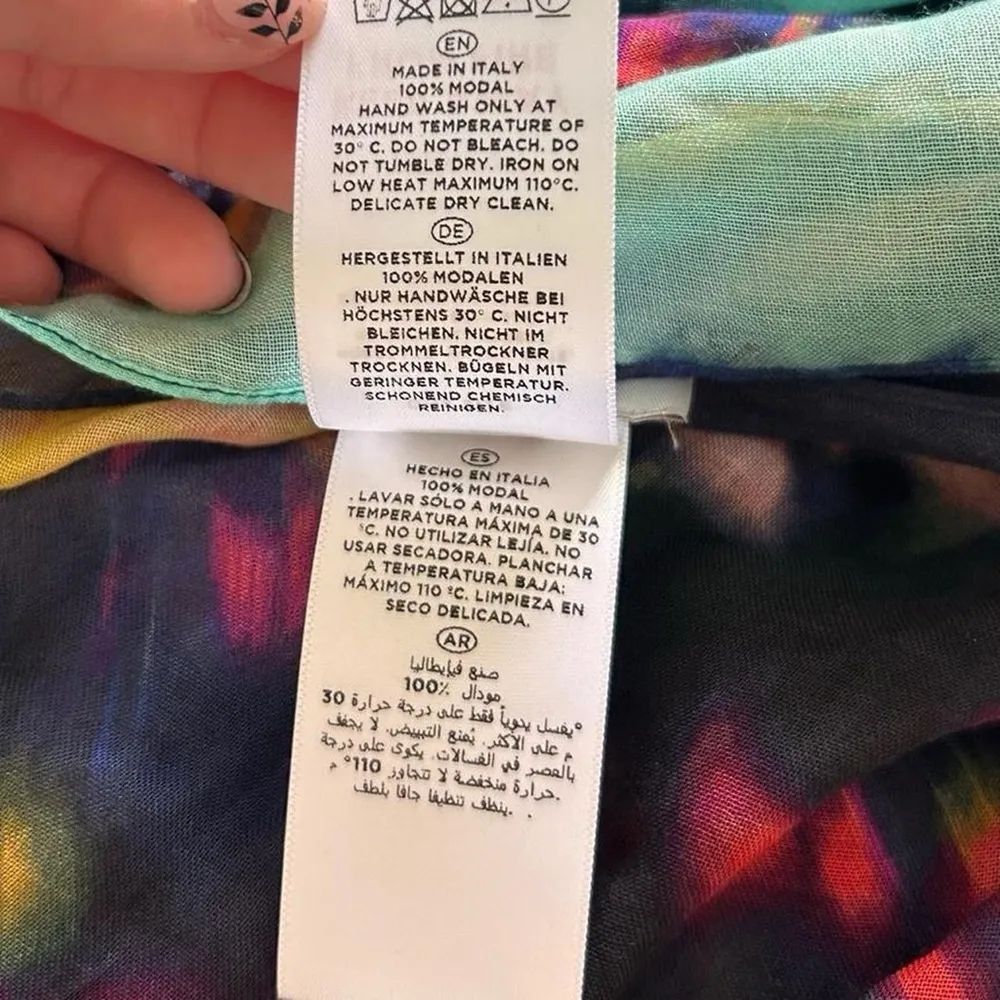 EN
MADE IN ITALY
100% MODAL
HAND WASH ONLY AT
MAXIMUM TEMPERATURE OF
30° C. DO NOT BLEACH. DO
NOT TUMBLE DRY. IRON ON
LOW HEAT MAXIMUM 110°C.
DELICATE DRY CLEAN.
DE
HERGESTELLT IN ITALIEN
100% MODALEN
. NUR HANDWÄSCHE BEI
HÖCHSTENS 30° C. NICHT
BLEICHEN. NICHT IM
TROMMELTROCKNER
TROCKNEN. BÜGELN MIT
GERINGER TEMPERATUR.
SCHONEND CHEMISCH
REINIGEN.
ES
HECHO EN ITALIA
100% MODAL
. LAVAR SÓLO A MANO A UNA
TEMPERATURA MÁXIMA DE 30
°C. NO UTILIZAR LEJÍA. NO
USAR SECADORA. PLANCHAR
A TEMPERATURA BAJA:
MÁXIMO 110 °C. LIMPIEZA EN
SECO DELICADA.
AR
صنع فيإيطاليا
100% مودال
يغسل يدوياً فقط على درجة حرارة 30°
م على الأكثر. يُمنع التبييض. لا يجفف
بالعصر في الغسالات. يكوى على درجة
حرارة منخفضة لا تتجاوز 110° م.
. ينظف تنظيفا جافا بلطف.